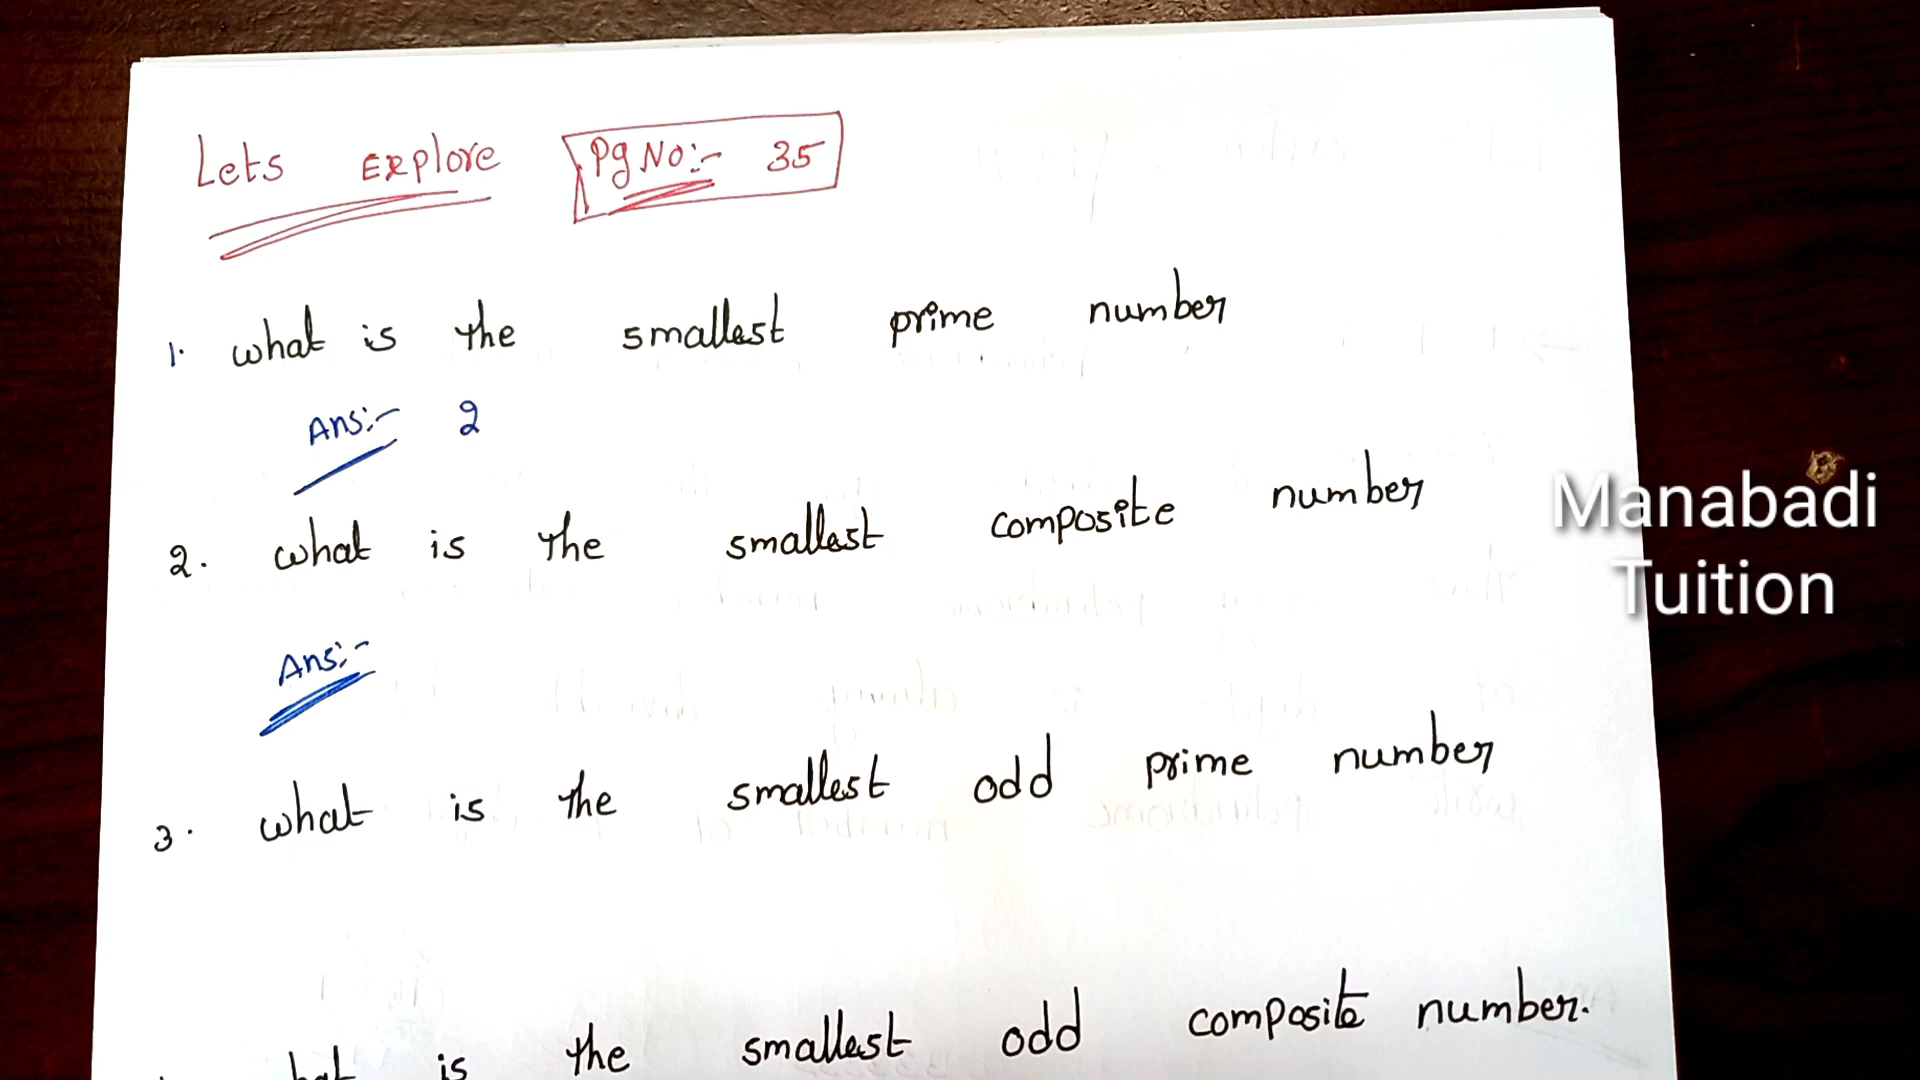 Lets Explore Pg No:- 35
1. what is the smallest prime number
Ans:- 2
2. what is the smallest composite number
Ans:-
3. what is the smallest odd prime number
is the smallest odd composite number.
Manabadi
Tuition